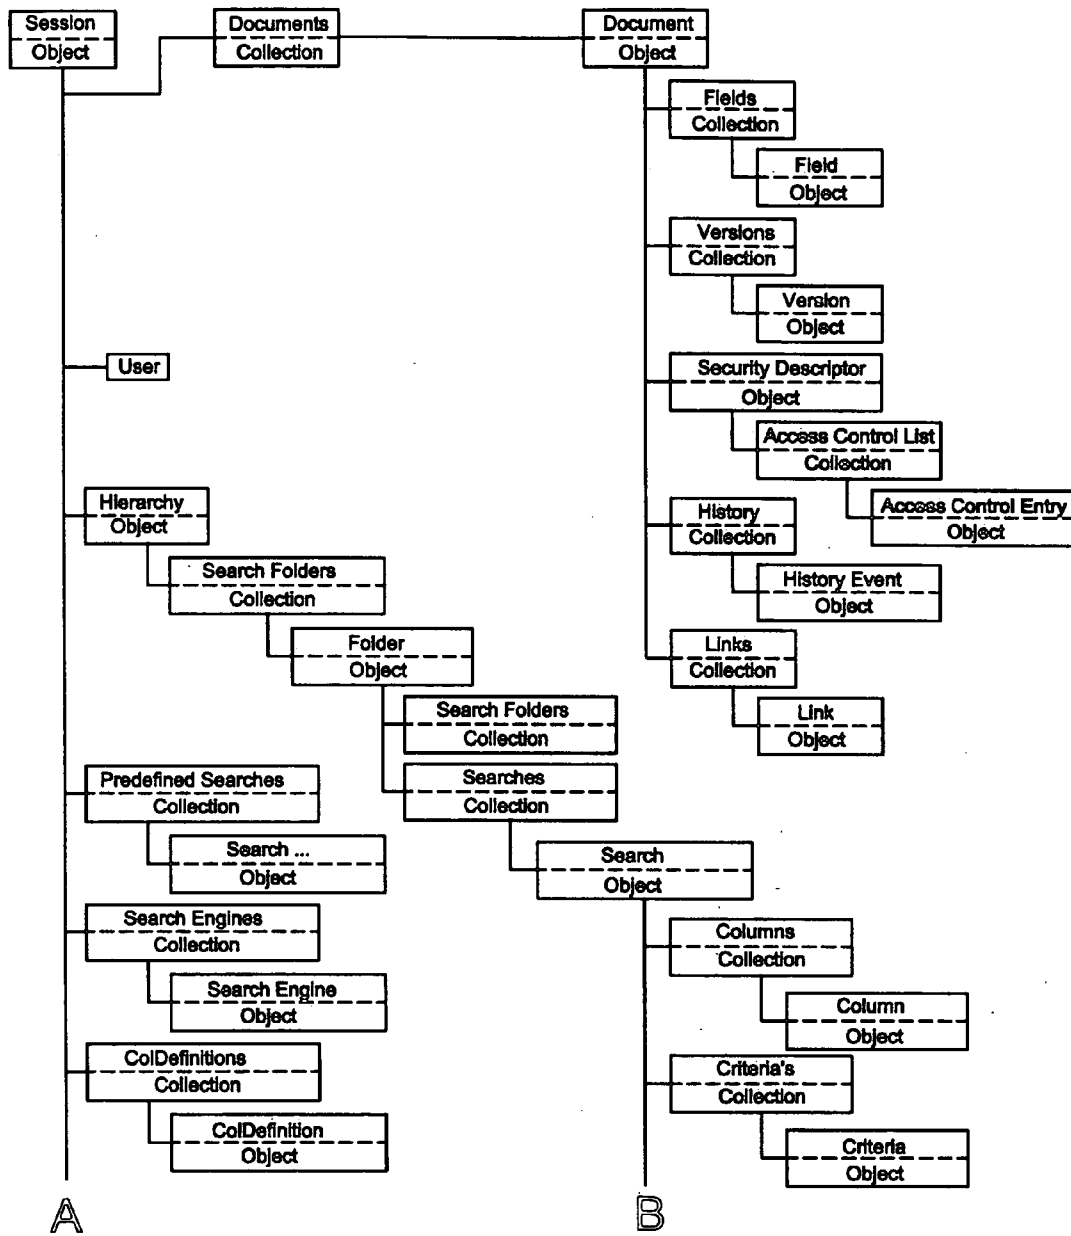 Session
Object
Documents
Collection
Document
Object
Fields
Collection
Field
Object
Versions
Collection
Version
Object
User
Security Descriptor
Object
Access Control List
Collection
Hierarchy
Object
History
Collection
Access Control Entry
Object
Search Folders
Collection
History Event
Object
Folder
Object
Links
Collection
Search Folders
Collection
Link
Object
Predefined Searches
Collection
Searches
Collection
Search ...
Object
Search
Object
Search Engines
Collection
Columns
Collection
Search Engine
Object
Column
Object
ColDefinitions
Collection
Criteria's
Collection
ColDefinition
Object
Criteria
Object
A
B